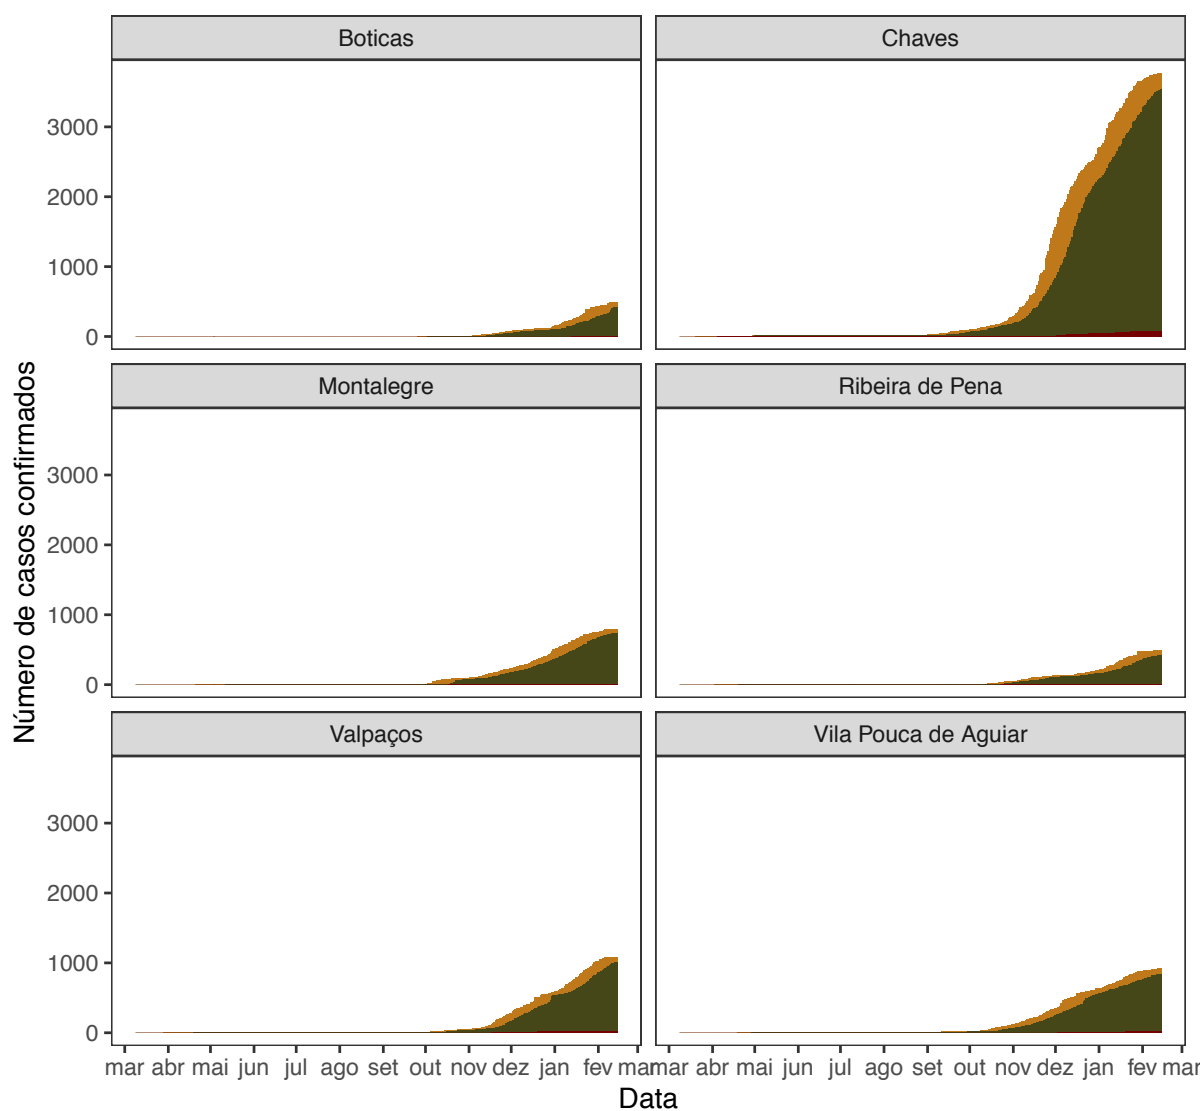 Boticas
Chaves
3000
2000
1000
0
Montalegre
Ribeira de Pena
3000
2000
1000
0
Valpaços
Vila Pouca de Aguiar
3000
2000
1000
0
mar abr mai jun jul ago set out nov dez jan fev mar
mar abr mai jun jul ago set out nov dez jan fev mar
Data
Número de casos confirmados